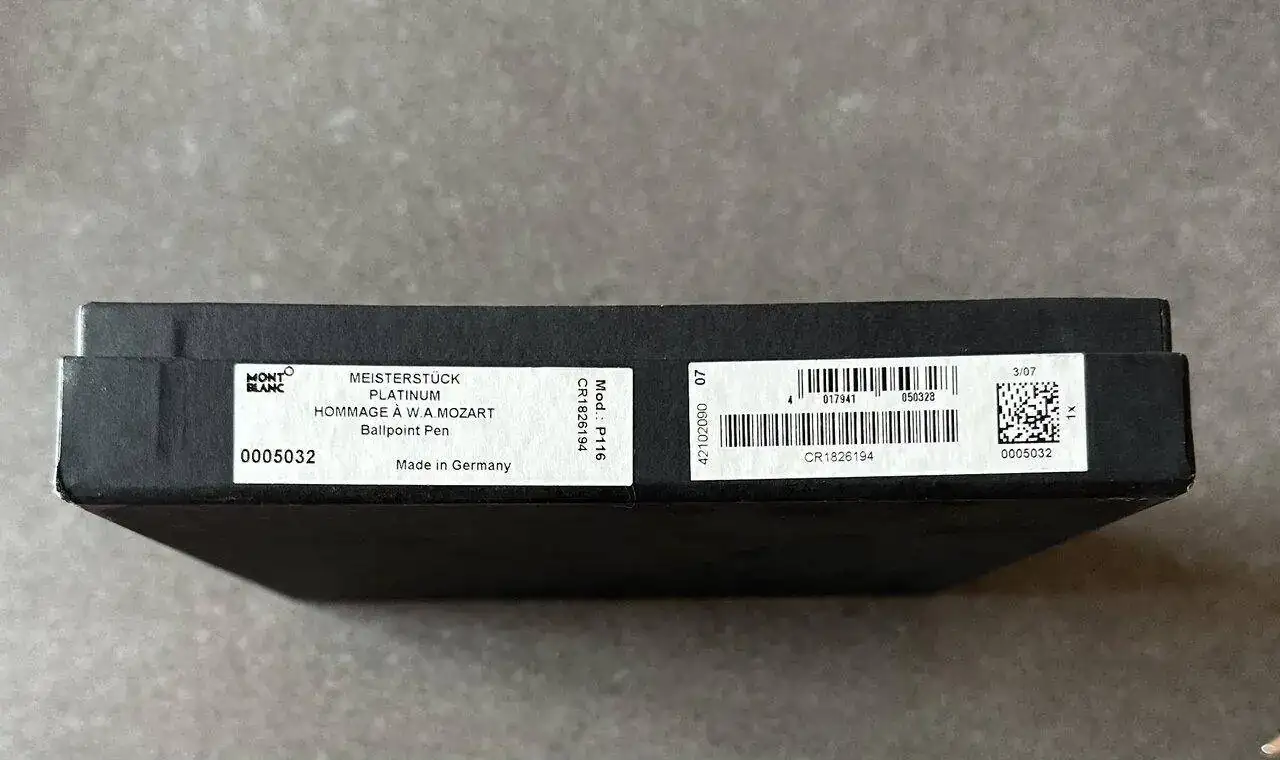 MONT
BLANC
MEISTERSTÜCK
PLATINUM
HOMMAGE À W.A.MOZART
Ballpoint Pen
0005032
Made in Germany
Mod.: P116
CR1826194
42102090 07
4 017941 050328
CR1826194
3/07
1x
0005032